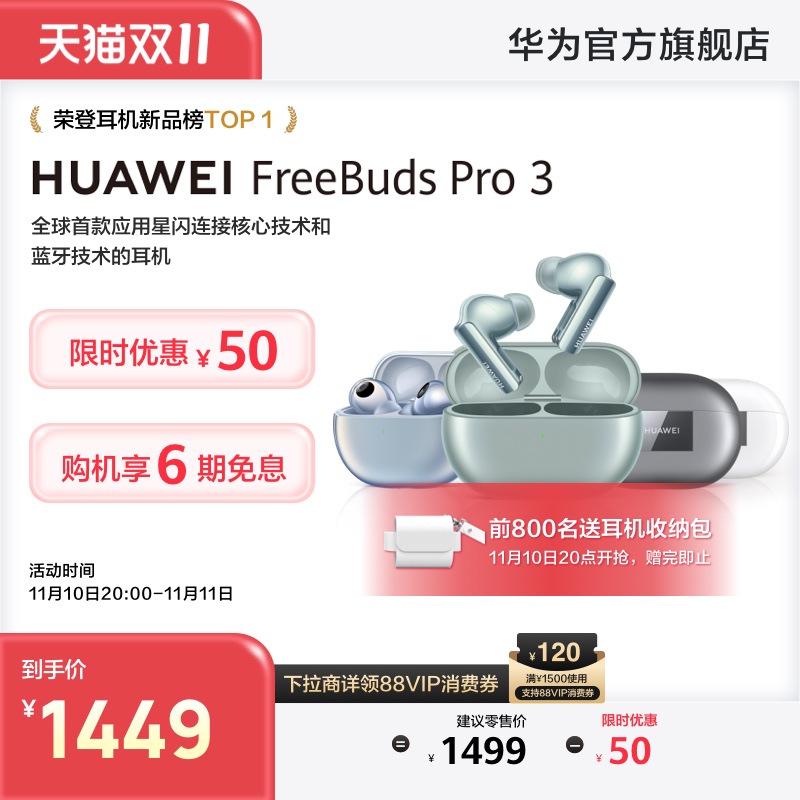 天猫双11
华为官方旗舰店
荣登耳机新品榜TOP 1
HUAWEI FreeBuds Pro 3
全球首款应用星闪连接核心技术和
蓝牙技术的耳机
限时优惠 ¥ 50
购机享 6 期免息
HUAWEI
HUAWEI
HUAWEI
前800名送耳机收纳包
11月10日20点开抢，赠完即止
活动时间
11月10日20:00-11月11日
到手价
¥1449
下拉商详领88VIP消费券
¥120
满¥1500使用
支持88VIP消费券
= 建议零售价 ¥ 1499
− 限时优惠 ¥ 50